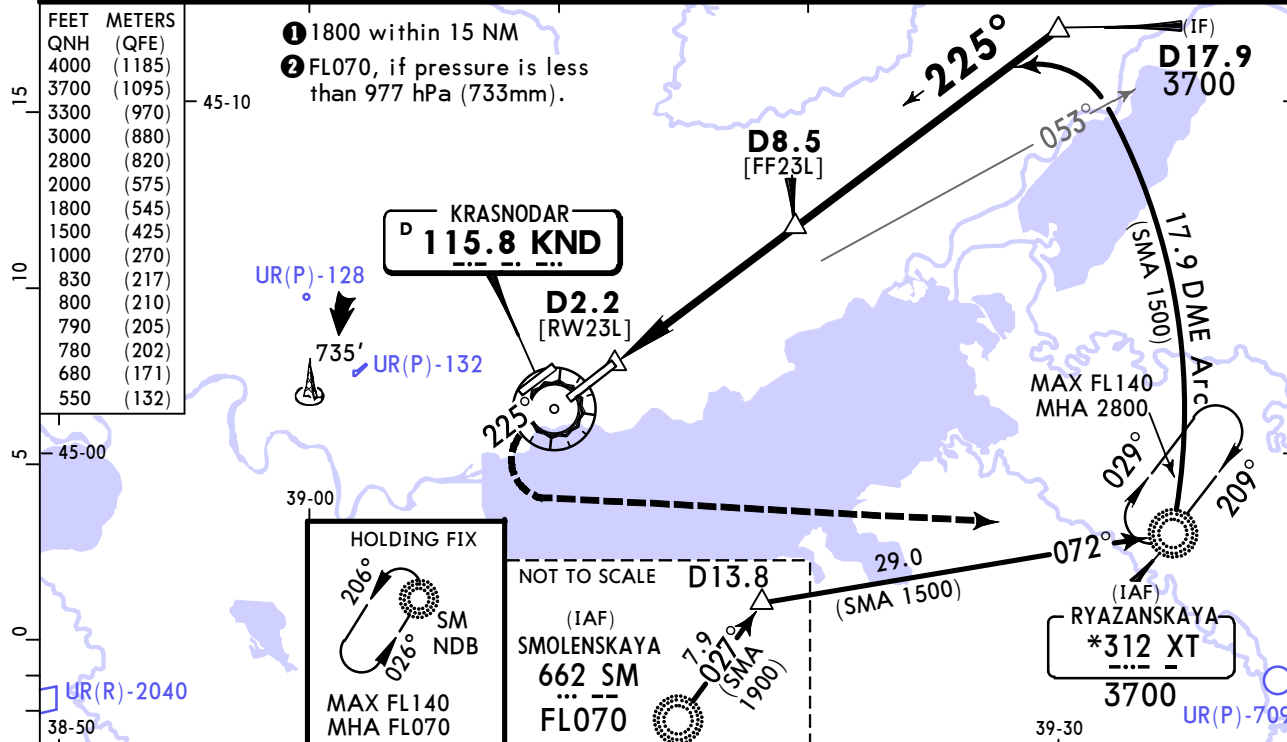 FEET METERS
QNH (QFE)
4000 (1185)
3700 (1095)
3300 (970)
3000 (880)
2800 (820)
2000 (575)
1800 (545)
1500 (425)
1000 (270)
830 (217)
800 (210)
790 (205)
780 (202)
680 (171)
550 (132)
1 1800 within 15 NM
2 FL070, if pressure is less
than 977 hPa (733mm).
15
10
5
0
45-10
45-00
39-00
38-50
39-30
225°
(IF)
D17.9
3700
053°
D8.5
[FF23L]
KRASNODAR
D 115.8 KND
D2.2
[RW23L]
UR(P)-128
735'
UR(P)-132
225°
17.9 DME Arc
(SMA 1500)
MAX FL140
MHA 2800
029°
209°
HOLDING FIX
206°
026°
SM
NDB
MAX FL140
MHA FL070
NOT TO SCALE
D13.8
(IAF)
SMOLENSKAYA
662 SM
FL070
7.9
027°
(SMA
1900)
29.0
(SMA 1500)
072°
(IAF)
RYAZANSKAYA
*312 XT
3700
UR(R)-2040
UR(P)-709